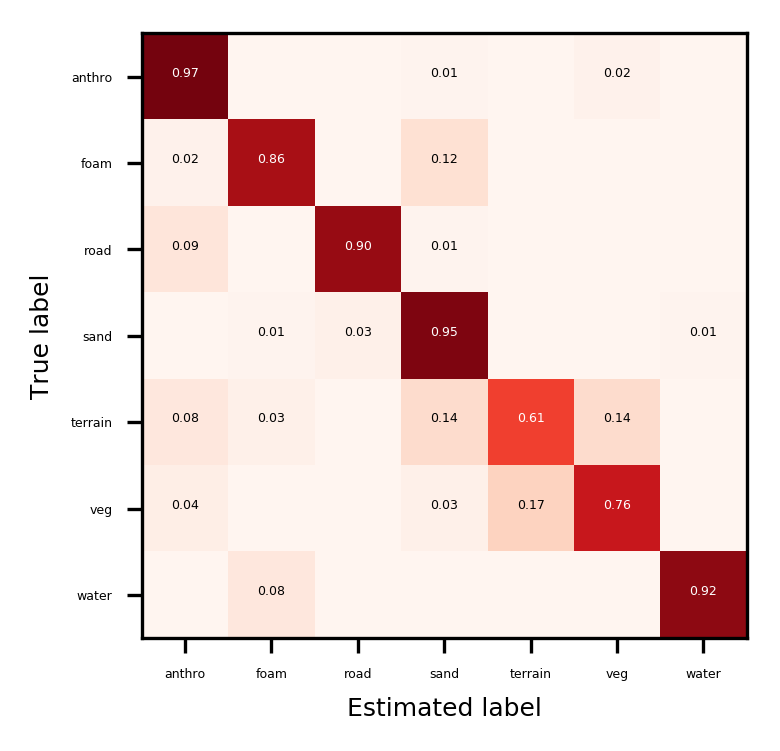 anthro 0.97 0.01 0.02
foam 0.02 0.86 0.12
road 0.09 0.90 0.01
sand 0.01 0.03 0.95 0.01
terrain 0.08 0.03 0.14 0.61 0.14
veg 0.04 0.03 0.17 0.76
water 0.08 0.92
True label
anthro foam road sand terrain veg water
Estimated label